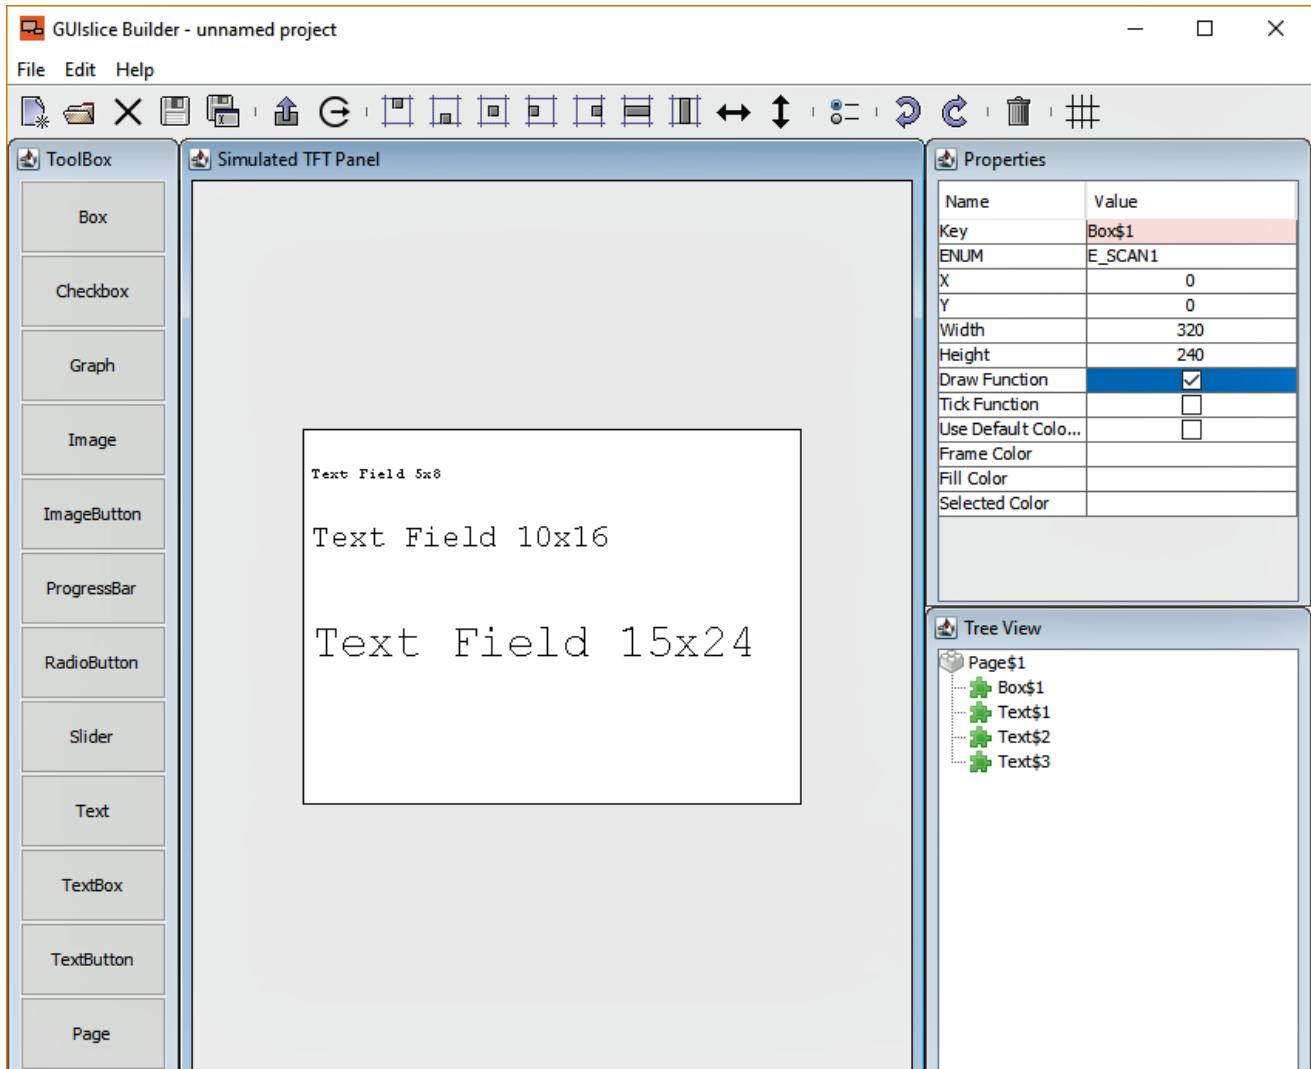 GUIslice Builder - unnamed project
File Edit Help
ToolBox
Box
Checkbox
Graph
Image
ImageButton
ProgressBar
RadioButton
Slider
Text
TextBox
TextButton
Page
Simulated TFT Panel
Text Field 5x8
Text Field 10x16
Text Field 15x24
Properties
Name Value
Key Box$1
ENUM E_SCAN1
X 0
Y 0
Width 320
Height 240
Draw Function
Tick Function
Use Default Colo...
Frame Color
Fill Color
Selected Color
Tree View
Page$1
Box$1
Text$1
Text$2
Text$3